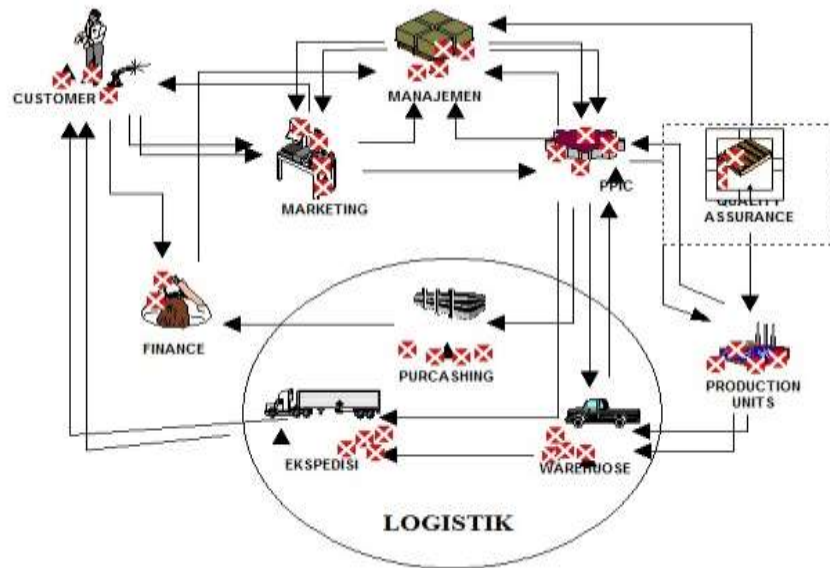 MANAJEMEN
CUSTOMER
PPIC
MARKETING
QUALITY
ASSURANCE
FINANCE
PURCASHING
PRODUCTION
UNITS
EKSPEDISI
WAREHUOSE
LOGISTIK